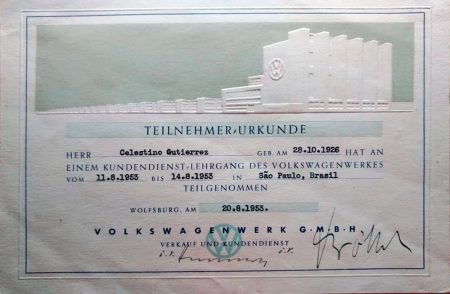 TEILNEHMER-URKUNDE
HERR Celestino Gutierrez GEB. AM 28.10.1926 HAT AN
EINEM KUNDENDIENST-LEHRGANG DES VOLKSWAGENWERKES
VOM 11.8.1953 BIS 14.8.1953 IN São Paulo, Brasil
TEILGENOMMEN
WOLFSBURG, AM 20.8.1953.
VOLKSWAGENWERK G·M·B·H
VERKAUF UND KUNDENDIENST
i.V. i.V.